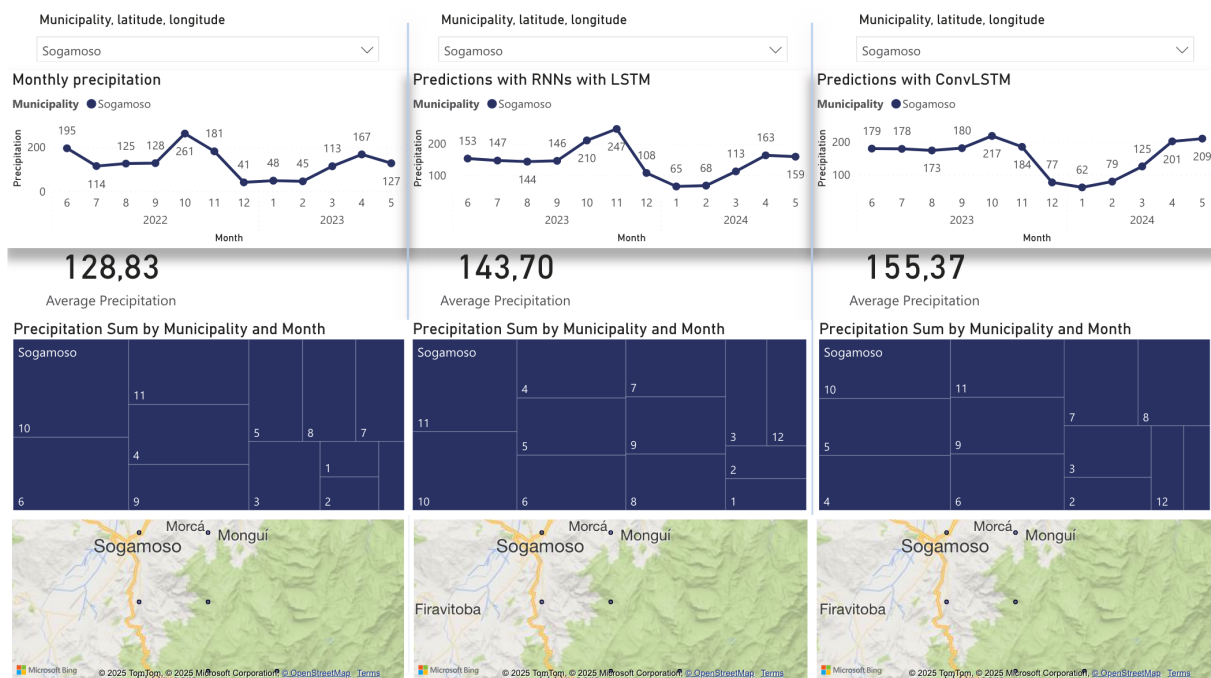 Municipality, latitude, longitude
Sogamoso
Monthly precipitation
Municipality Sogamoso
Precipitation
200
0
195
114
125
128
261
181
41
48
45
113
167
127
6 7 8 9 10 11 12 1 2 3 4 5
2022 2023
Month
128,83
Average Precipitation
Precipitation Sum by Municipality and Month
Sogamoso
10
6
11
4
9
5
8
7
3
1
2
Morcá
Sogamoso
Monguí
Microsoft Bing
© 2025 TomTom, © 2025 Microsoft Corporation, © OpenStreetMap Terms
Municipality, latitude, longitude
Sogamoso
Predictions with RNNs with LSTM
Municipality Sogamoso
Precipitation
200
100
153
147
144
146
210
247
108
65
68
113
163
159
6 7 8 9 10 11 12 1 2 3 4 5
2023 2024
Month
143,70
Average Precipitation
Precipitation Sum by Municipality and Month
Sogamoso
11
10
4
5
6
7
9
8
3
12
2
1
Morcá
Sogamoso
Monguí
Firavitoba
Microsoft Bing
© 2025 TomTom, © 2025 Microsoft Corporation, © OpenStreetMap Terms
Municipality, latitude, longitude
Sogamoso
Predictions with ConvLSTM
Municipality Sogamoso
Precipitation
200
100
179
178
173
180
217
184
77
62
79
125
201
209
6 7 8 9 10 11 12 1 2 3 4 5
2023 2024
Month
155,37
Average Precipitation
Precipitation Sum by Municipality and Month
Sogamoso
10
5
4
11
9
6
7
8
3
2
12
Morcá
Sogamoso
Monguí
Firavitoba
Microsoft Bing
© 2025 TomTom, © 2025 Microsoft Corporation, © OpenStreetMap Terms